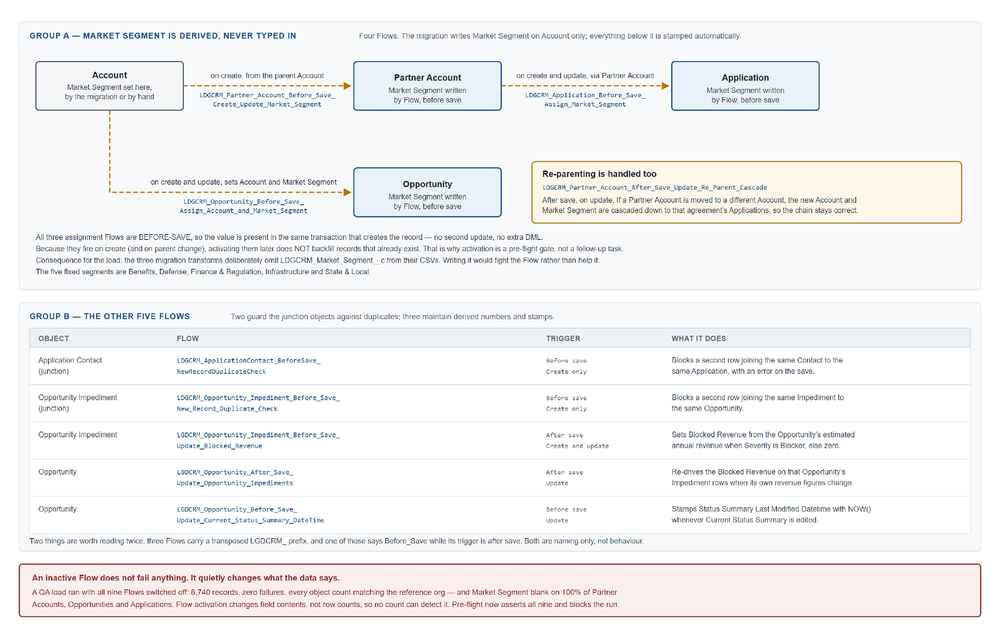 GROUP A — MARKET SEGMENT IS DERIVED, NEVER TYPED IN
Four Flows. The migration writes Market Segment on Account only; everything below it is stamped automatically.
Account
Market Segment set here,
by the migration or by hand
on create, from the parent Account
LDGCRM_Partner_Account_Before_Save_
Create_Update_Market_Segment
Partner Account
Market Segment written
by Flow, before save
on create and update, via Partner Account
LDGCRM_Application_Before_Save_
Assign_Market_Segment
Application
Market Segment written
by Flow, before save
on create and update, sets Account and Market Segment
LDGCRM_Opportunity_Before_Save_
Assign_Account_and_Market_Segment
Opportunity
Market Segment written
by Flow, before save
Re-parenting is handled too
LDGCRM_Partner_Account_After_Save_Update_Re_Parent_Cascade
After save, on update. If a Partner Account is moved to a different Account, the new Account and
Market Segment are cascaded down to that agreement's Applications, so the chain stays correct.
All three assignment Flows are BEFORE-SAVE, so the value is present in the same transaction that creates the record — no second update, no extra DML.
Because they fire on create (and on parent change), activating them later does NOT backfill records that already exist. That is why activation is a pre-flight gate, not a follow-up task.
Consequence for the load: the three migration transforms deliberately omit LDGCRM_Market_Segment__c from their CSVs. Writing it would fight the Flow rather than help it.
The five fixed segments are Benefits, Defense, Finance & Regulation, Infrastructure and State & Local.
GROUP B — THE OTHER FIVE FLOWS
Two guard the junction objects against duplicates; three maintain derived numbers and stamps.
OBJECT FLOW TRIGGER WHAT IT DOES
Application Contact LDGCRM_ApplicationContact_BeforeSave_ Before save Blocks a second row joining the same Contact to the
(junction) NewRecordDuplicateCheck Create only same Application, with an error on the save.
Opportunity Impediment LDGCRM_Opportunity_Impediment_Before_Save_ Before save Blocks a second row joining the same Impediment to
(junction) New_Record_Duplicate_Check Create only the same Opportunity.
Opportunity Impediment LGDCRM_Opportunity_Impediment_Before_Save_ After save Sets Blocked Revenue from the Opportunity's estimated
Update_Blocked_Revenue Create and update annual revenue when Severity is Blocker, else zero.
Opportunity LGDCRM_Opportunity_After_Save_ After save Re-drives the Blocked Revenue on that Opportunity's
Update_Opportunity_Impediments Update Impediment rows when its own revenue figures change.
Opportunity LGDCRM_Opportunity_Before_Save_ Before save Stamps Status Summary Last Modified Datetime with NOW()
Update_Current_Status_Summary_DateTime Update whenever Current Status Summary is edited.
Two things are worth reading twice: three Flows carry a transposed LGDCRM_ prefix, and one of those says Before_Save while its trigger is after save. Both are naming only, not behaviour.
An inactive Flow does not fail anything. It quietly changes what the data says.
A QA load ran with all nine Flows switched off: 8,740 records, zero failures, every object count matching the reference org — and Market Segment blank on 100% of Partner
Accounts, Opportunities and Applications. Flow activation changes field contents, not row counts, so no count can detect it. Pre-flight now asserts all nine and blocks the run.